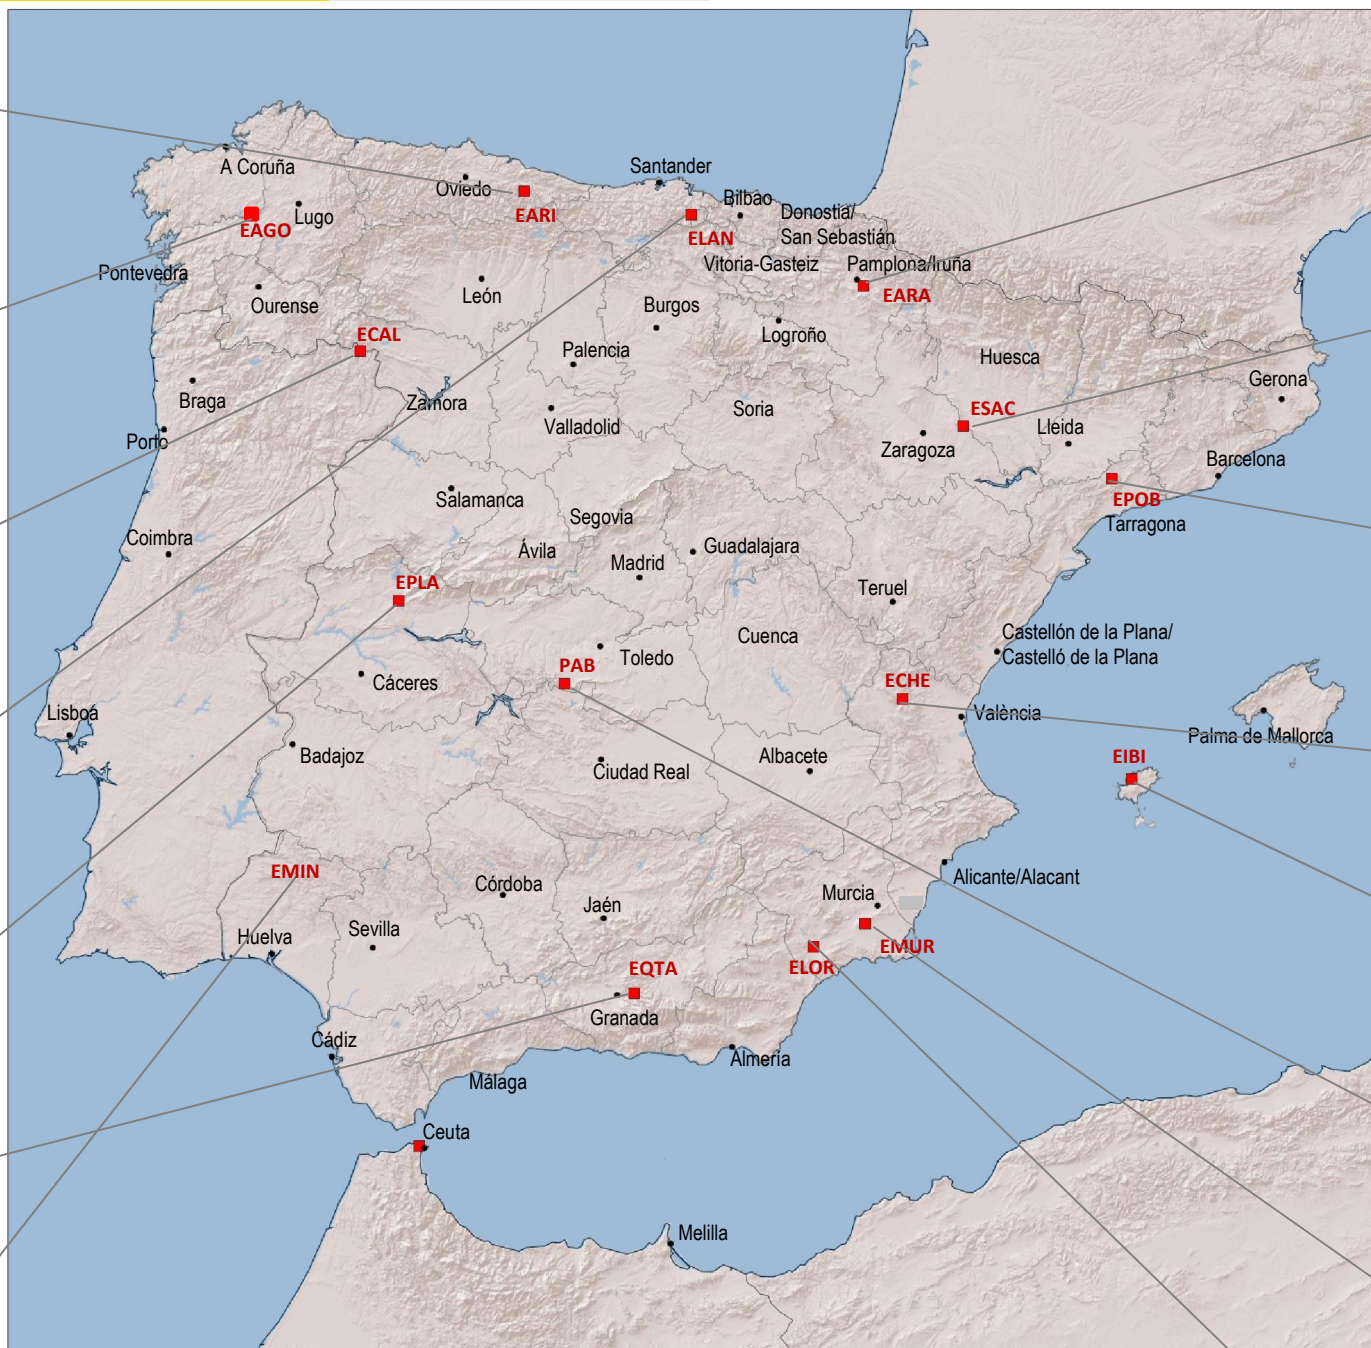 A Coruña
Santander
Oviedo
Bilbao
Lugo
EARI
Donostia/
San Sebastián
EAGO
ELAN
Vitoria-Gasteiz
Pamplona/Iruña
Pontevedra
León
EARA
Ourense
Burgos
Logroño
ECAL
Palencia
Huesca
Gerona
Braga
Zamora
Soria
ESAC
Valladolid
Lleida
Porto
Zaragoza
Barcelona
Salamanca
EPOB
Segovia
Tarragona
Coimbra
Ávila
Guadalajara
Madrid
EPLA
Teruel
Cuenca
Castellón de la Plana/
Castelló de la Plana
Toledo
PAB
Cáceres
ECHE
Lisboa
València
Palma de Mallorca
Badajoz
Albacete
EIBI
Ciudad Real
EMIN
Alicante/Alacant
Córdoba
Murcia
Jaén
Huelva
Sevilla
EMUR
ELOR
EQTA
Granada
Cádiz
Almería
Málaga
Ceuta
Melilla